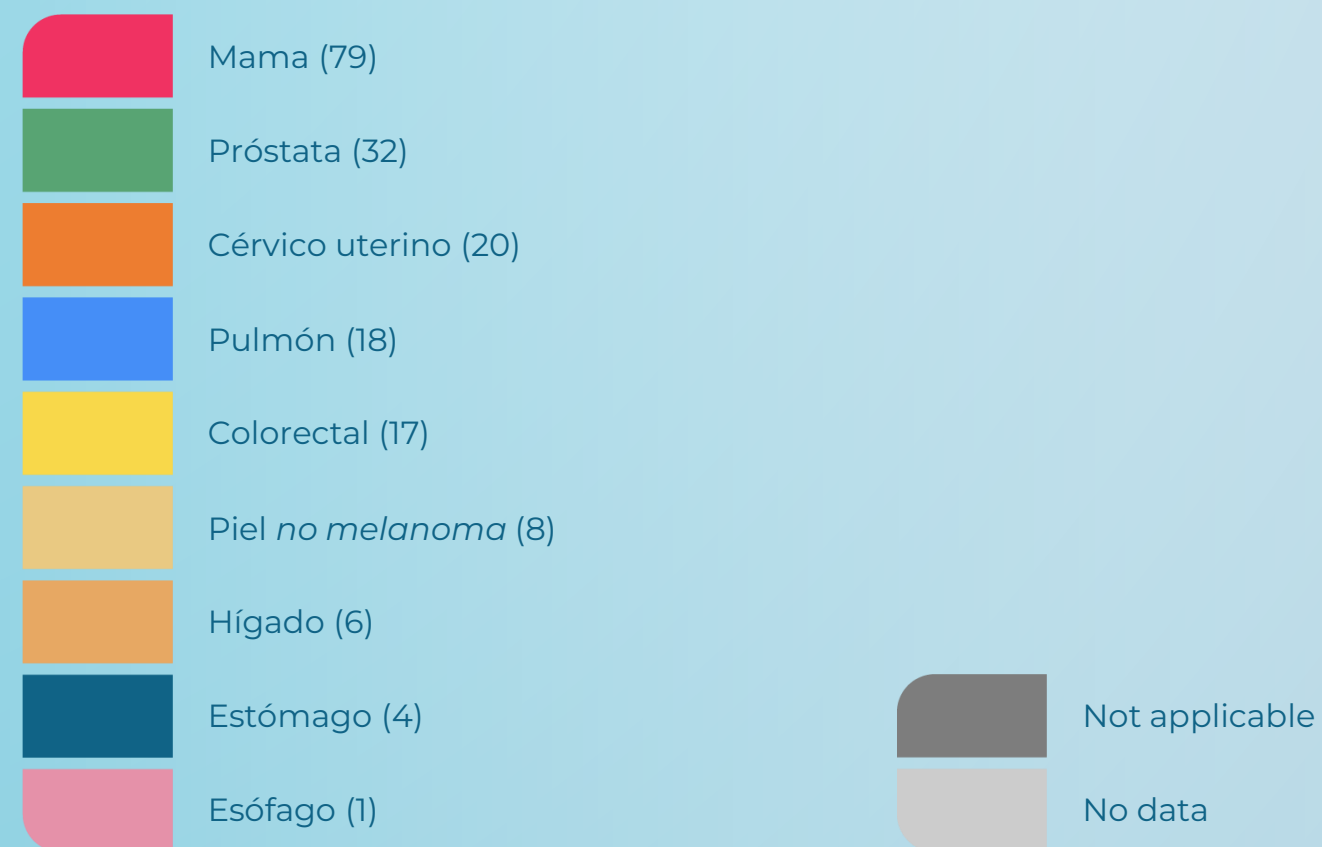 Mama (79)
Próstata (32)
Cérvico uterino (20)
Pulmón (18)
Colorectal (17)
Piel no melanoma (8)
Hígado (6)
Estómago (4)
Esófago (1)
Not applicable
No data